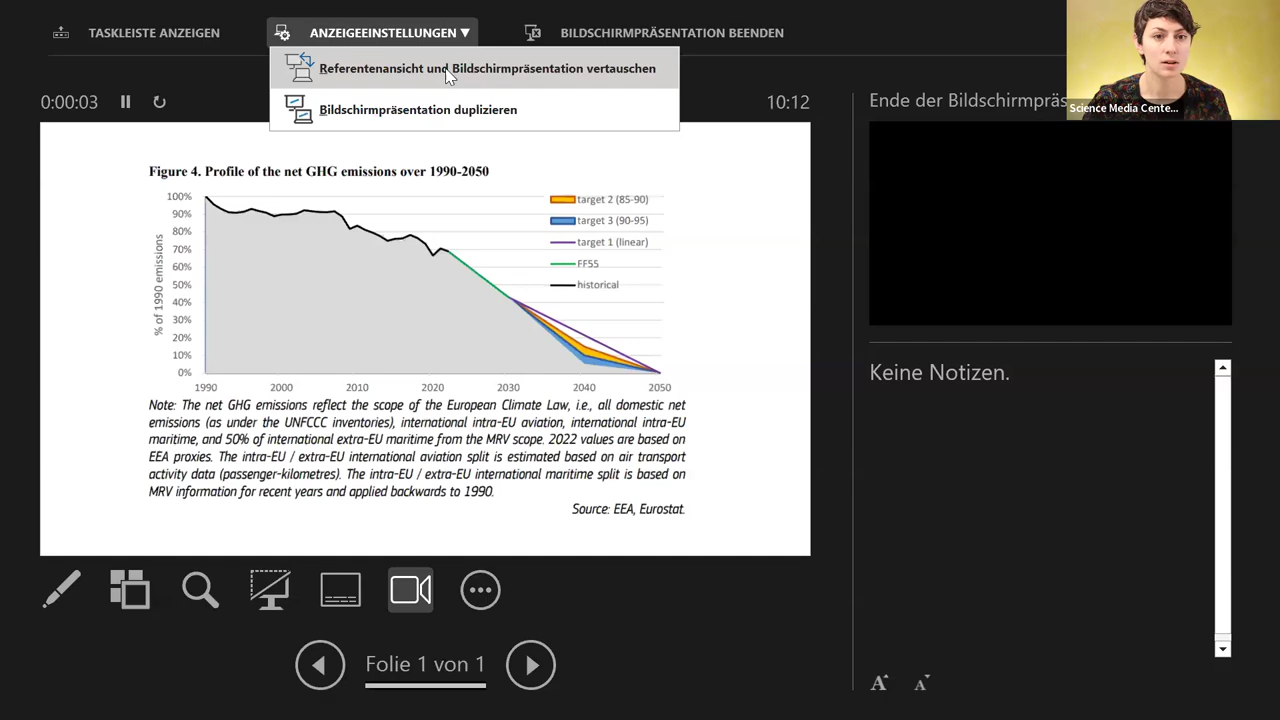 TASKLEISTE ANZEIGEN
ANZEIGEEINSTELLUNGEN ▼
BILDSCHIRMPRÄSENTATION BEENDEN
Referentenansicht und Bildschirmpräsentation vertauschen
Bildschirmpräsentation duplizieren
Science Media Cente...
0:00:03
10:12
Ende der Bildschirmpräs
Figure 4. Profile of the net GHG emissions over 1990-2050
% of 1990 emissions
100%
90%
80%
70%
60%
50%
40%
30%
20%
10%
0%
target 2 (85-90)
target 3 (90-95)
target 1 (linear)
FF55
historical
1990 2000 2010 2020 2030 2040 2050
Note: The net GHG emissions reflect the scope of the European Climate Law, i.e., all domestic net
emissions (as under the UNFCCC inventories), international intra-EU aviation, international intra-EU
maritime, and 50% of international extra-EU maritime from the MRV scope. 2022 values are based on
EEA proxies. The intra-EU / extra-EU international aviation split is estimated based on air transport
activity data (passenger-kilometres). The intra-EU / extra-EU international maritime split is based on
MRV information for recent years and applied backwards to 1990.
Source: EEA, Eurostat.
Keine Notizen.
Folie 1 von 1
A A